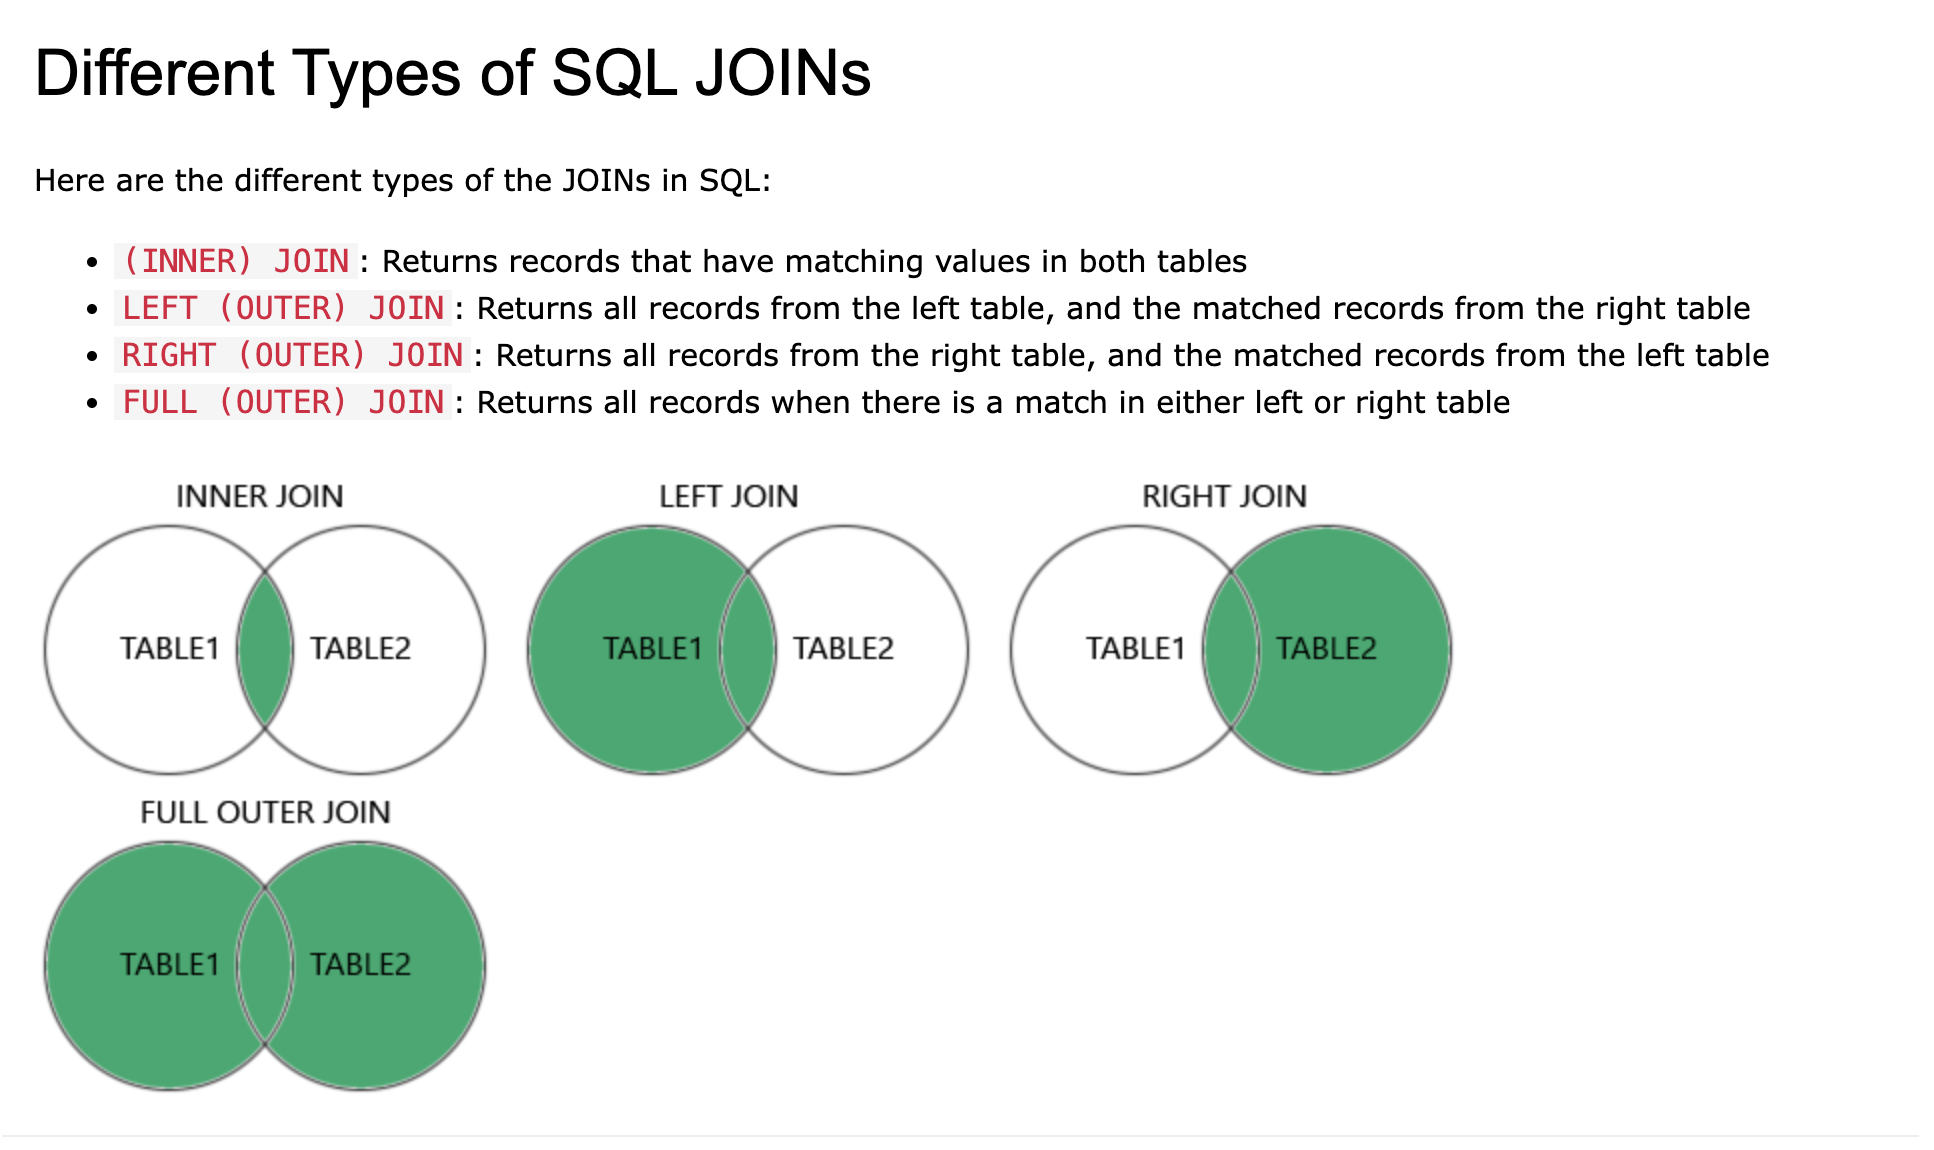 Different Types of SQL JOINs
Here are the different types of the JOINs in SQL:
(INNER) JOIN: Returns records that have matching values in both tables
LEFT (OUTER) JOIN: Returns all records from the left table, and the matched records from the right table
RIGHT (OUTER) JOIN: Returns all records from the right table, and the matched records from the left table
FULL (OUTER) JOIN: Returns all records when there is a match in either left or right table
INNER JOIN
TABLE1
TABLE2
LEFT JOIN
TABLE1
TABLE2
RIGHT JOIN
TABLE1
TABLE2
FULL OUTER JOIN
TABLE1
TABLE2